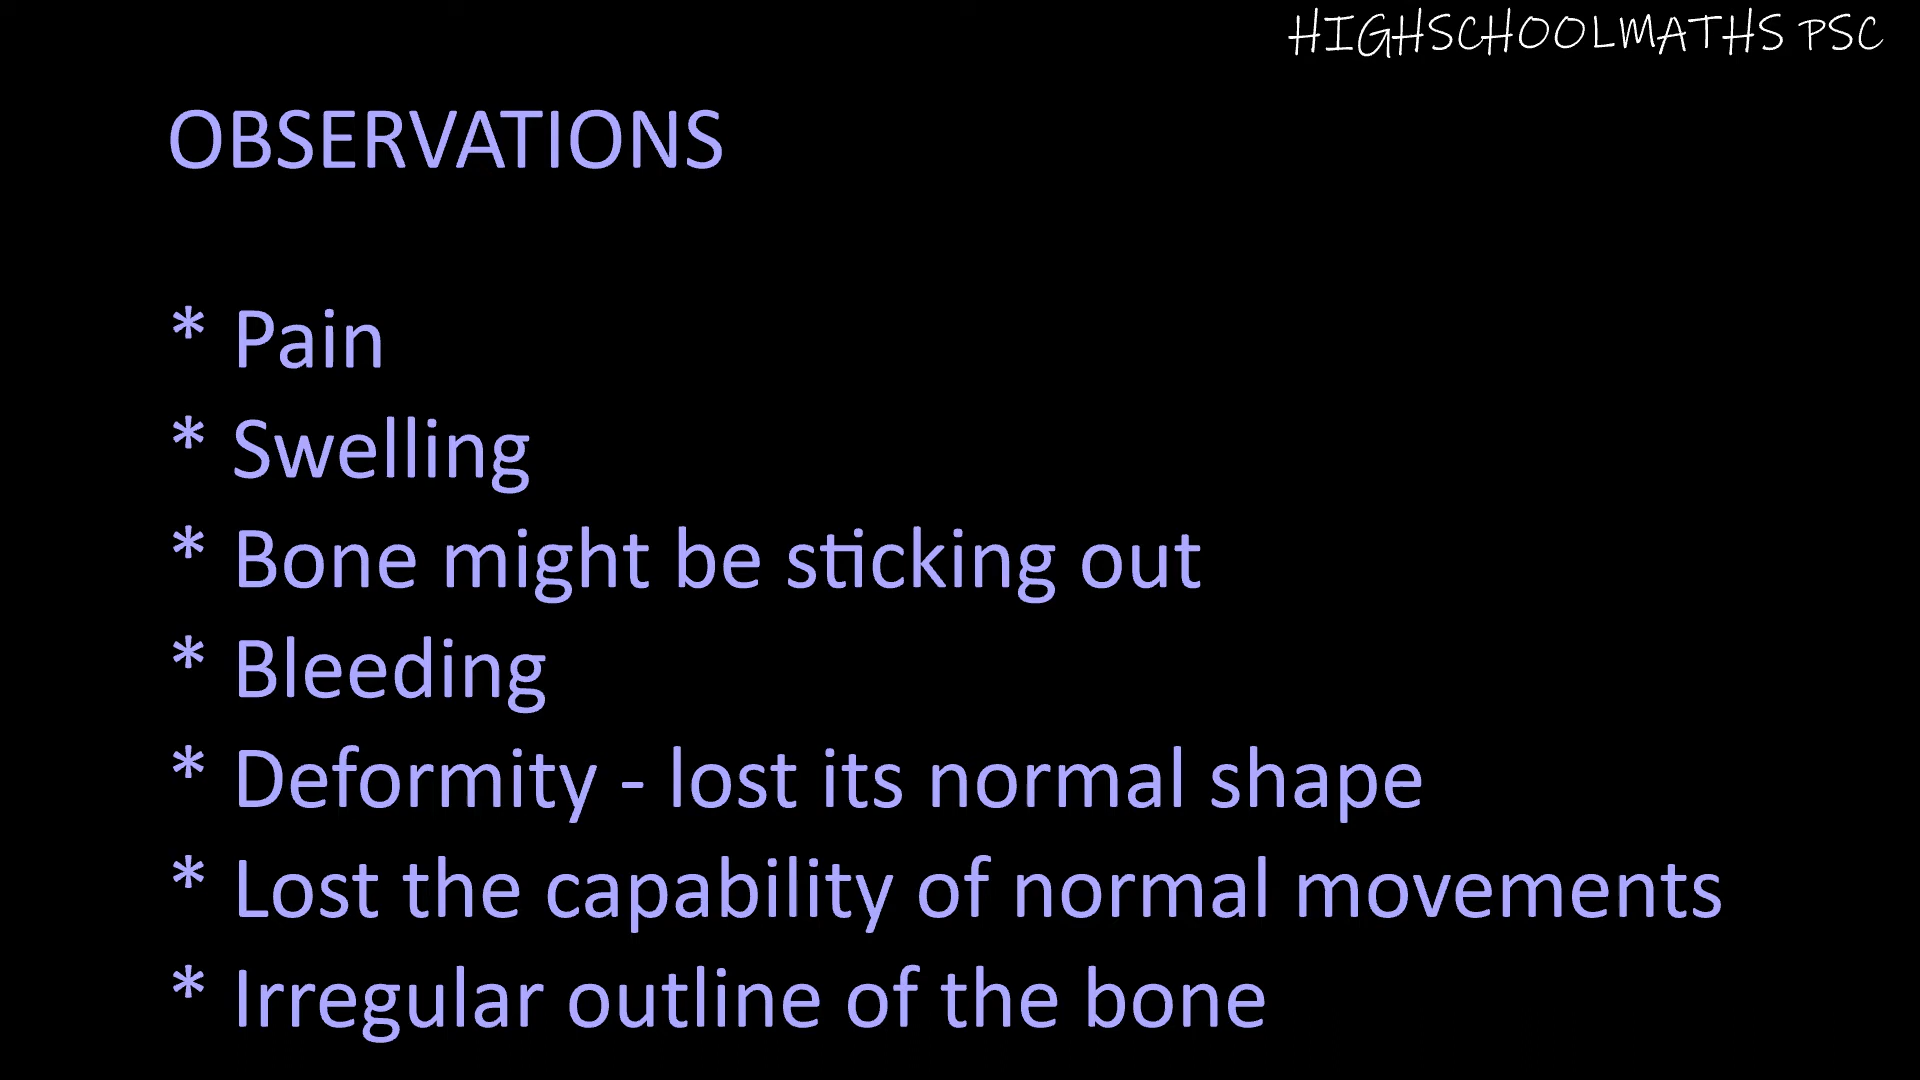 HIGHSCHOOLMATHS PSC
OBSERVATIONS
* Pain
* Swelling
* Bone might be sticking out
* Bleeding
* Deformity - lost its normal shape
* Lost the capability of normal movements
* Irregular outline of the bone